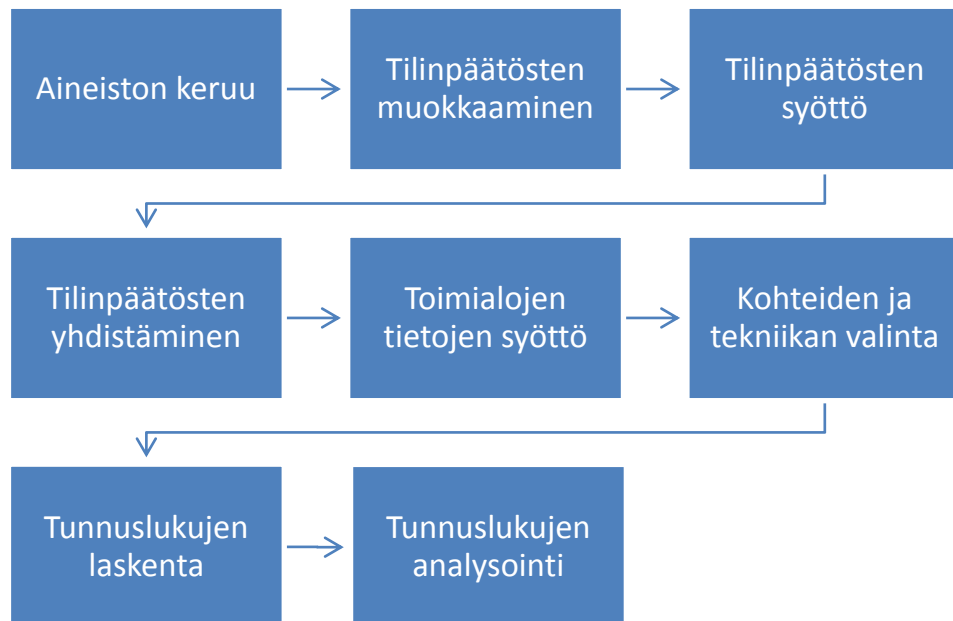 Aineiston keruu
Tilinpäätösten
muokkaaminen
Tilinpäätösten
syöttö
Tilinpäätösten
yhdistäminen
Toimialojen
tietojen syöttö
Kohteiden ja
tekniikan valinta
Tunnuslukujen
laskenta
Tunnuslukujen
analysointi